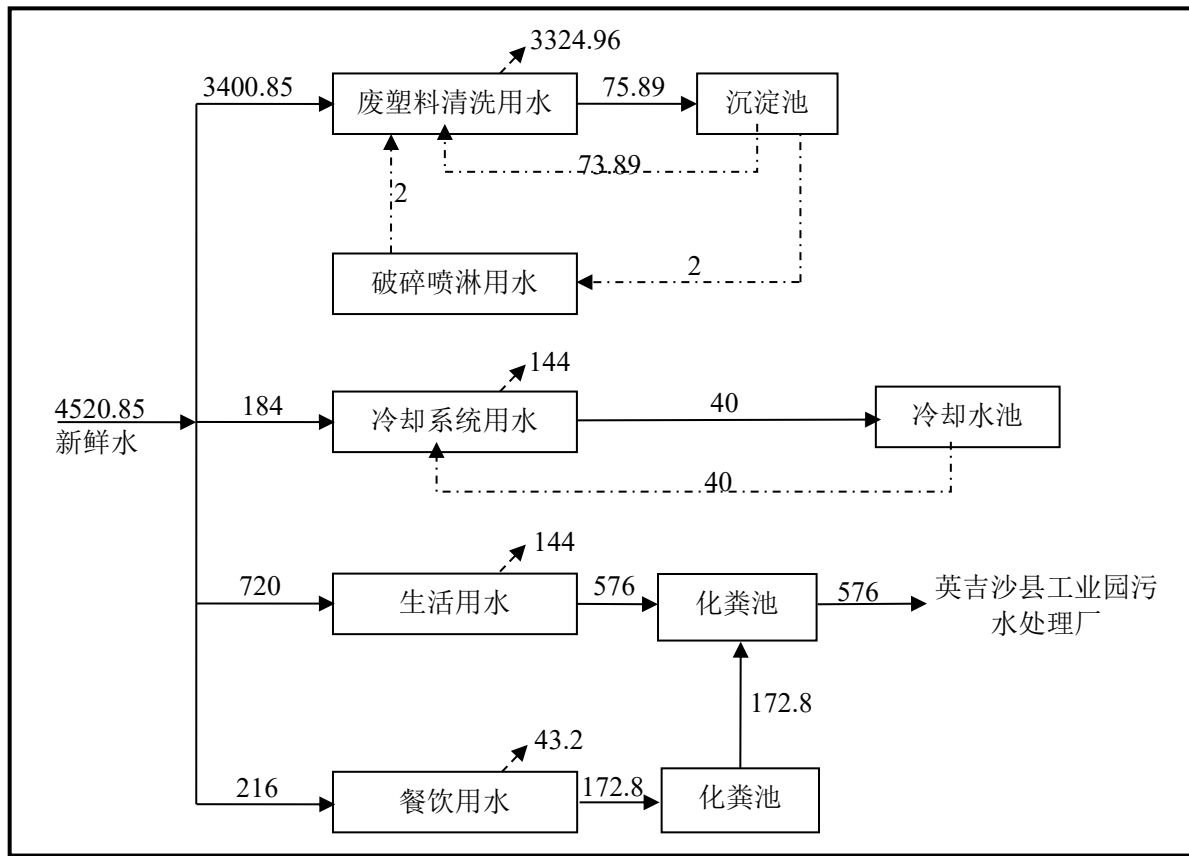 3324.96
3400.85
废塑料清洗用水
75.89
沉淀池
73.89
2
破碎喷淋用水
2
144
4520.85
新鲜水
184
冷却系统用水
40
冷却水池
40
144
720
生活用水
576
化粪池
576
英吉沙县工业园污
水处理厂
172.8
43.2
216
餐饮用水
172.8
化粪池